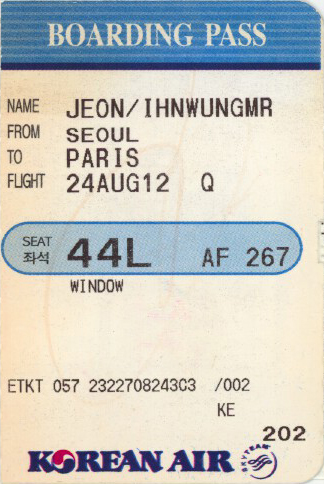 BOARDING PASS
NAME JEON/IHNWUNGMR
FROM SEOUL
TO PARIS
FLIGHT 24AUG12 Q
SEAT
좌석 44L AF 267
WINDOW
ETKT 057 2322708243C3 /002
KE
202
KOREAN AIR SKYTEAM